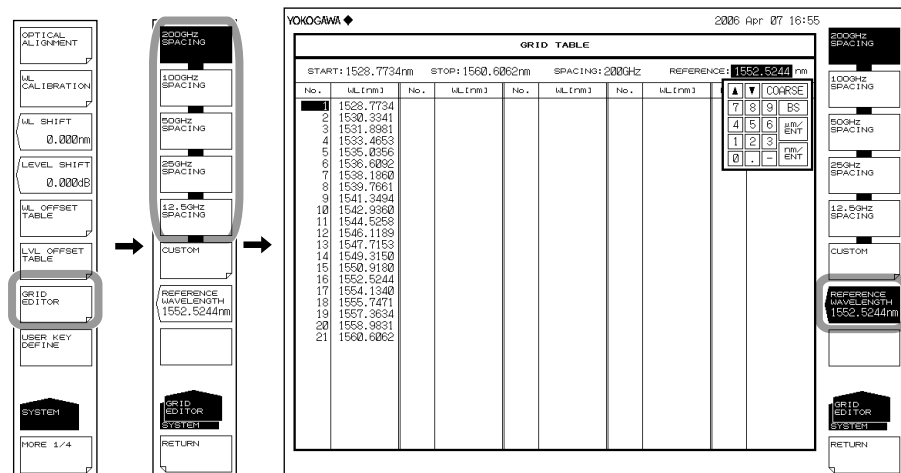 OPTICAL
ALIGNMENT
WL
CALIBRATION
WL SHIFT
0.000nm
LEVEL SHIFT
0.000dB
WL OFFSET
TABLE
LVL OFFSET
TABLE
GRID
EDITOR
USER KEY
DEFINE
SYSTEM
MORE 1/4
200GHz
SPACING
100GHz
SPACING
50GHz
SPACING
25GHz
SPACING
12.5GHz
SPACING
CUSTOM
REFERENCE
WAVELENGTH
1552.5244nm
GRID
EDITOR
SYSTEM
RETURN
YOKOGAWA ◆ 2006 Apr 07 16:55
GRID TABLE
START:1528.7734nm STOP:1560.6062nm SPACING:200GHz REFERENCE:1552.5244 nm
No. WL[nm] No. WL[nm] No. WL[nm] No. WL[nm] No.
1 1528.7734
2 1530.3341
3 1531.8981
4 1533.4653
5 1535.0356
6 1536.6092
7 1538.1860
8 1539.7661
9 1541.3494
10 1542.9360
11 1544.5258
12 1546.1189
13 1547.7153
14 1549.3150
15 1550.9180
16 1552.5244
17 1554.1340
18 1555.7471
19 1557.3634
20 1558.9831
21 1560.6062
▲ ▼ COARSE
7 8 9 BS
4 5 6 μm/ENT
1 2 3
0 . - nm/ENT
200GHz
SPACING
100GHz
SPACING
50GHz
SPACING
25GHz
SPACING
12.5GHz
SPACING
CUSTOM
REFERENCE
WAVELENGTH
1552.5244nm
GRID
EDITOR
SYSTEM
RETURN